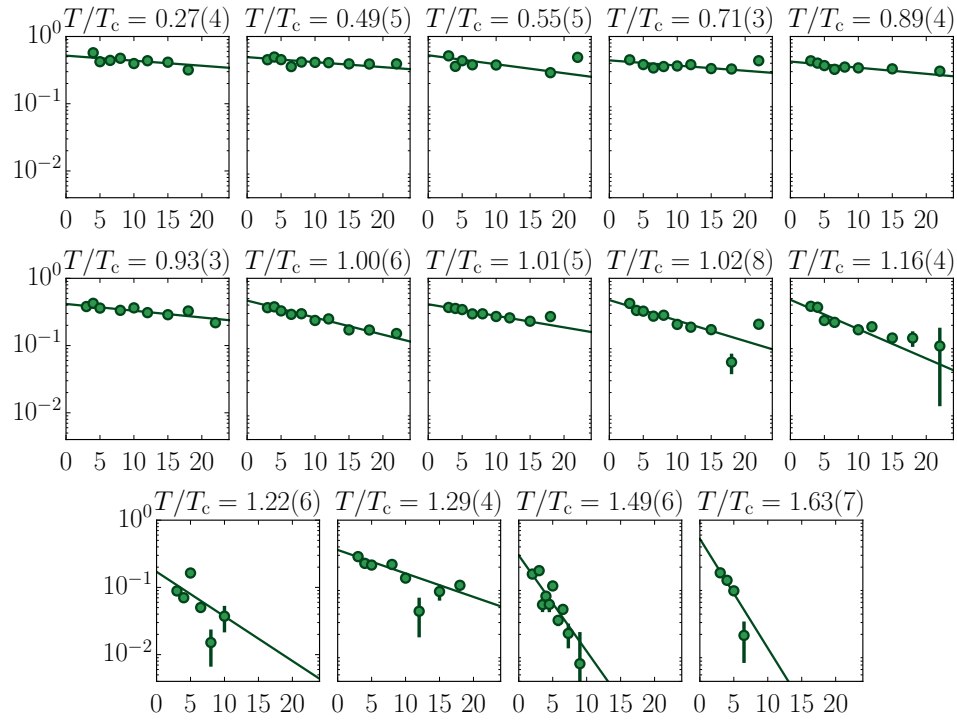 T/T_c = 0.27(4) T/T_c = 0.49(5) T/T_c = 0.55(5) T/T_c = 0.71(3) T/T_c = 0.89(4)
10^0
10^-1
10^-2
0 5 10 15 20 0 5 10 15 20 0 5 10 15 20 0 5 10 15 20 0 5 10 15 20
T/T_c = 0.93(3) T/T_c = 1.00(6) T/T_c = 1.01(5) T/T_c = 1.02(8) T/T_c = 1.16(4)
10^0
10^-1
10^-2
0 5 10 15 20 0 5 10 15 20 0 5 10 15 20 0 5 10 15 20 0 5 10 15 20
T/T_c = 1.22(6) T/T_c = 1.29(4) T/T_c = 1.49(6) T/T_c = 1.63(7)
10^0
10^-1
10^-2
0 5 10 15 20 0 5 10 15 20 0 5 10 15 20 0 5 10 15 20